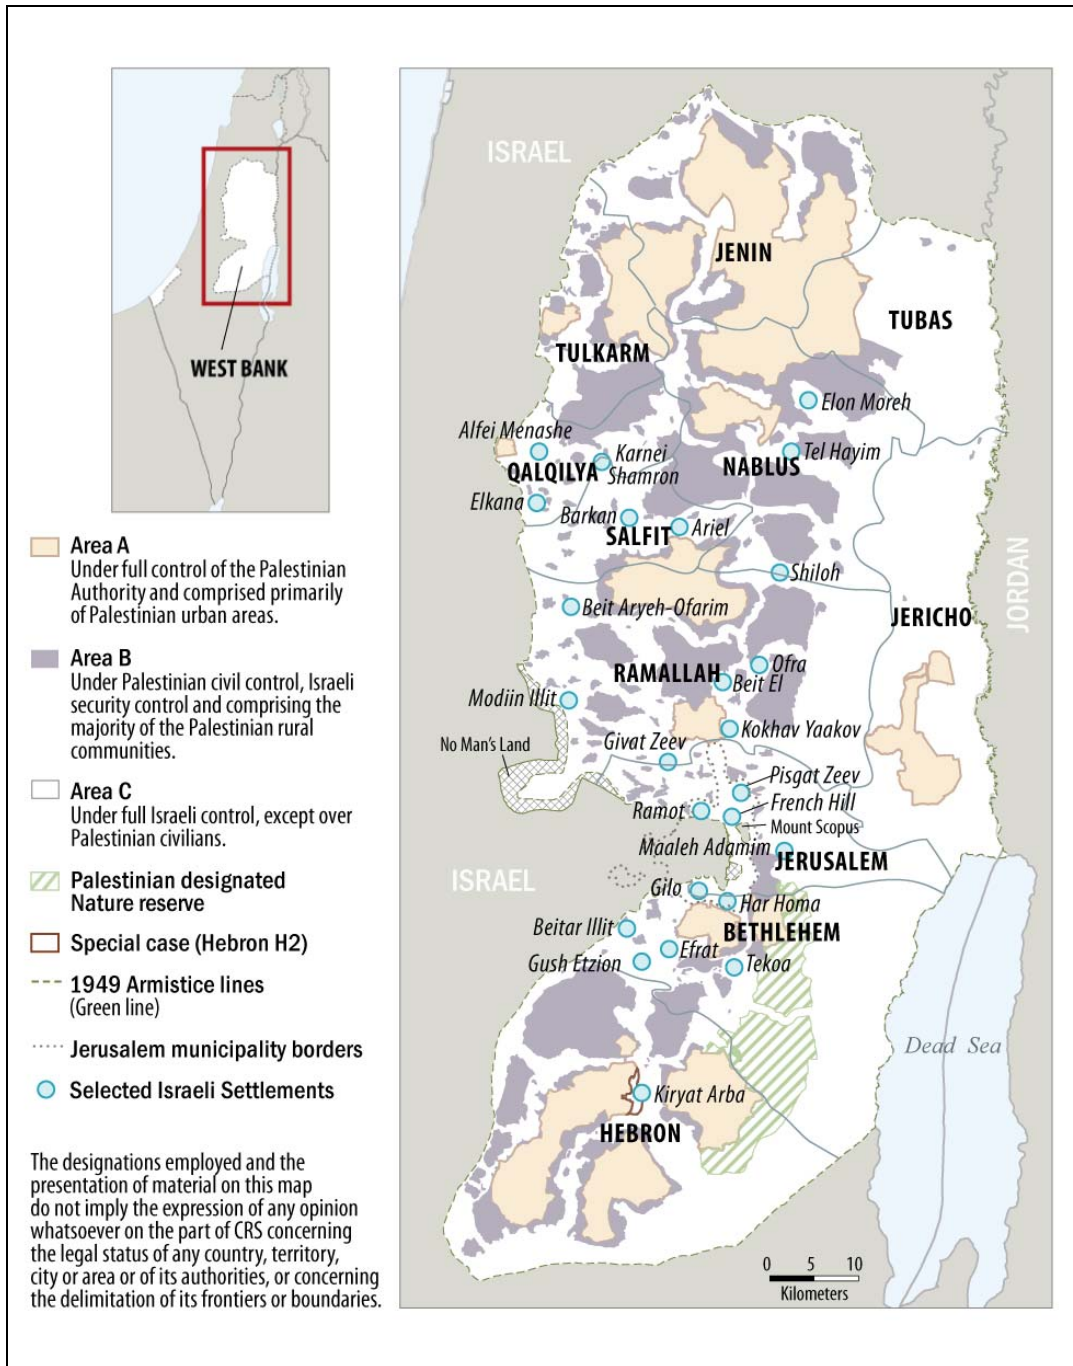 WEST BANK
Area A
Under full control of the Palestinian
Authority and comprised primarily
of Palestinian urban areas.
Area B
Under Palestinian civil control, Israeli
security control and comprising the
majority of the Palestinian rural
communities.
Area C
Under full Israeli control, except over
Palestinian civilians.
Palestinian designated
Nature reserve
Special case (Hebron H2)
1949 Armistice lines
(Green line)
Jerusalem municipality borders
Selected Israeli Settlements
The designations employed and the
presentation of material on this map
do not imply the expression of any opinion
whatsoever on the part of CRS concerning
the legal status of any country, territory,
city or area or of its authorities, or concerning
the delimitation of its frontiers or boundaries.
ISRAEL
JENIN
TUBAS
TULKARM
Elon Moreh
Alfei Menashe
Tel Hayim
Karnei
Shamron
NABLUS
QALQILYA
Elkana
Barkan
Ariel
SALFIT
Shiloh
JORDAN
Beit Aryeh-Ofarim
JERICHO
Ofra
RAMALLAH
Beit El
Modiin Illit
Kokhav Yaakov
No Man's Land
Givat Zeev
Pisgat Zeev
French Hill
Ramot
Mount Scopus
Maaleh Adamim
JERUSALEM
ISRAEL
Gilo
Har Homa
Beitar Illit
BETHLEHEM
Efrat
Gush Etzion
Tekoa
Dead Sea
Kiryat Arba
HEBRON
0 5 10
Kilometers